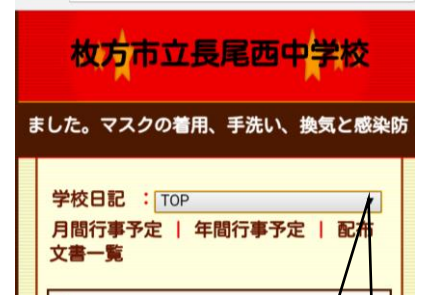 枚方市立長尾西中学校
ました。マスクの着用、手洗い、換気と感染防
学校日記 ： TOP
月間行事予定 | 年間行事予定 | 配布
文書一覧